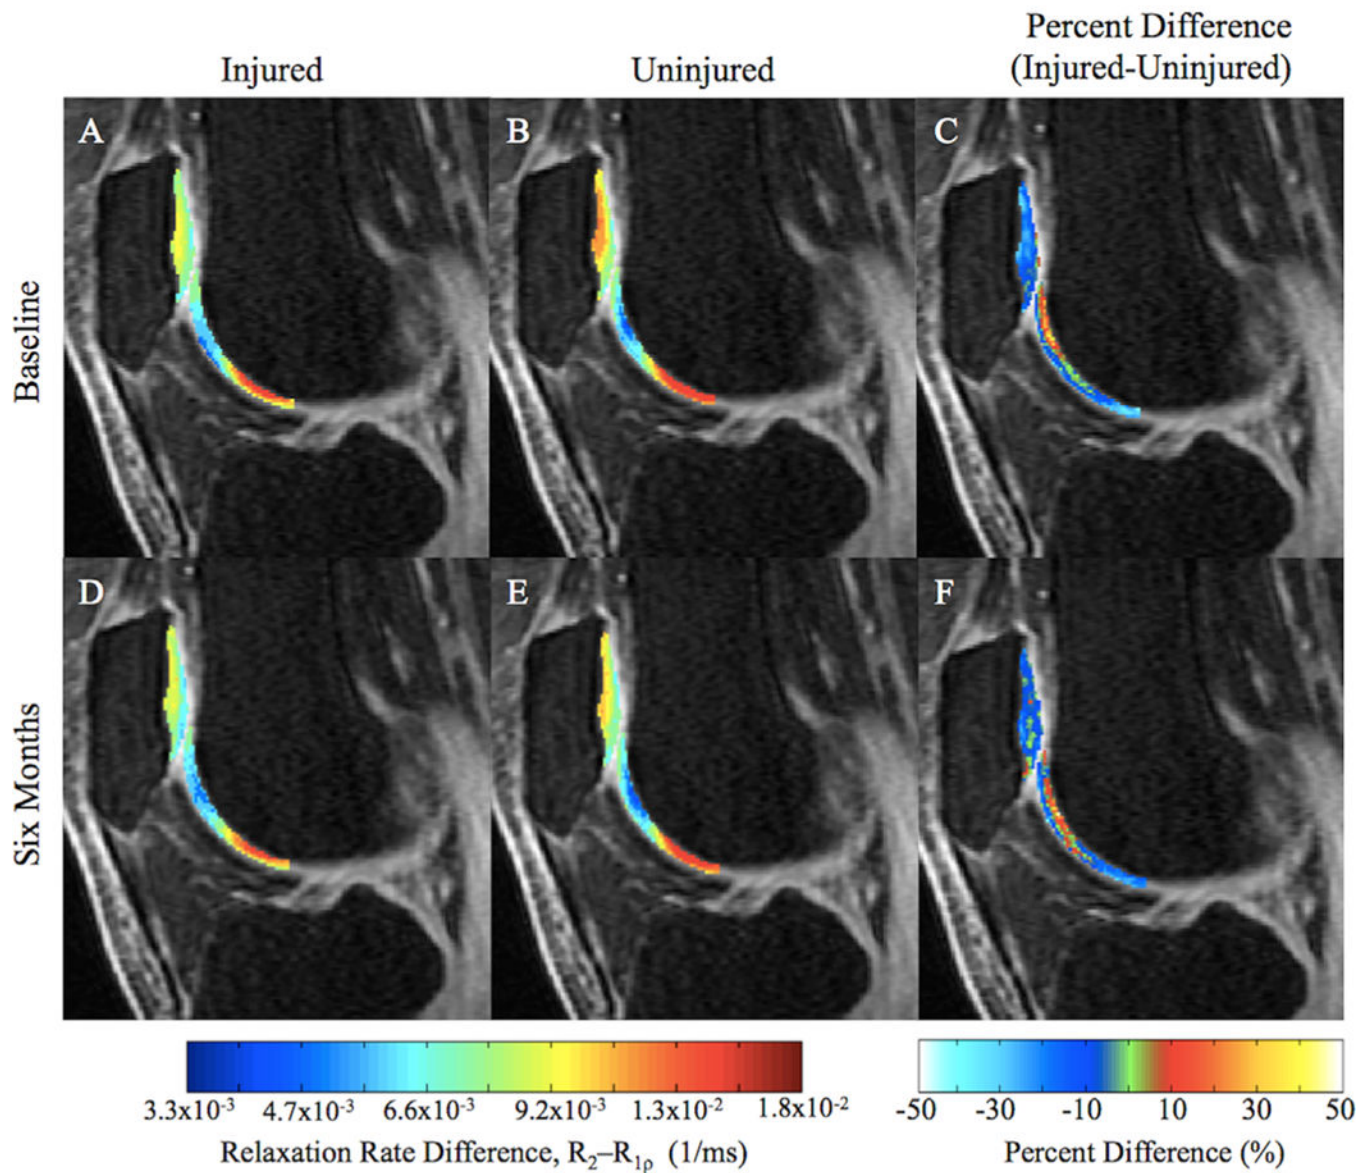 Injured
Uninjured
Percent Difference
(Injured-Uninjured)
Baseline
A
B
C
Six Months
D
E
F
3.3x10⁻³ 4.7x10⁻³ 6.6x10⁻³ 9.2x10⁻³ 1.3x10⁻² 1.8x10⁻²
Relaxation Rate Difference, R₂–R₁ᵨ (1/ms)
-50 -30 -10 10 30 50
Percent Difference (%)